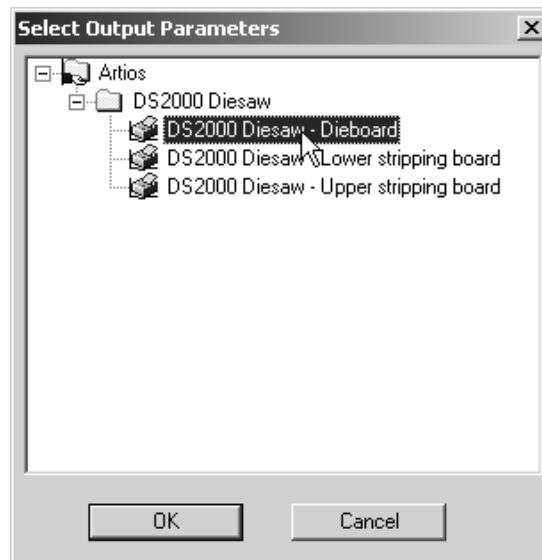 Select Output Parameters
Artios
DS2000 Diesaw
DS2000 Diesaw - Dieboard
DS2000 Diesaw - Lower stripping board
DS2000 Diesaw - Upper stripping board
OK
Cancel